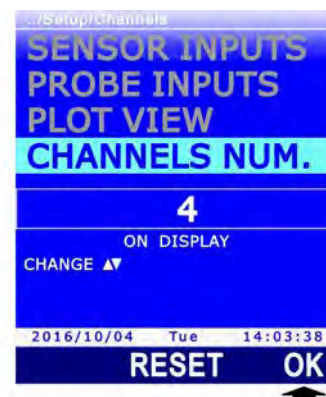 ../Setup/Channels
SENSOR INPUTS
PROBE INPUTS
PLOT VIEW
CHANNELS NUM.
4
ON DISPLAY
CHANGE ▲▼
2016/10/04 Tue 14:03:38
RESET OK